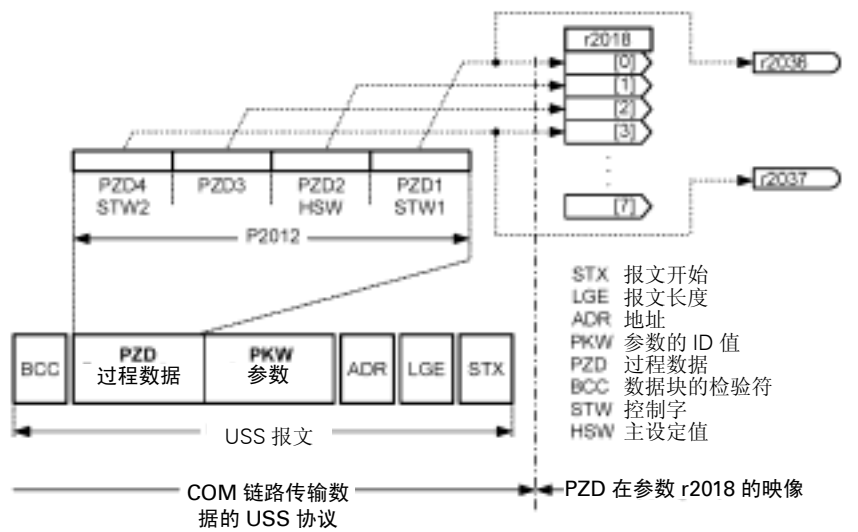 r2018
[0]
[1]
[2]
[3]
[7]
r2036
r2037
PZD4 PZD3 PZD2 PZD1
STW2 HSW STW1
P2012
STX 报文开始
LGE 报文长度
ADR 地址
PKW 参数的 ID 值
PZD 过程数据
BCC 数据块的检验符
STW 控制字
HSW 主设定值
BCC PZD 过程数据 PKW 参数 ADR LGE STX
USS 报文
COM 链路传输数
据的 USS 协议
PZD 在参数 r2018 的映像